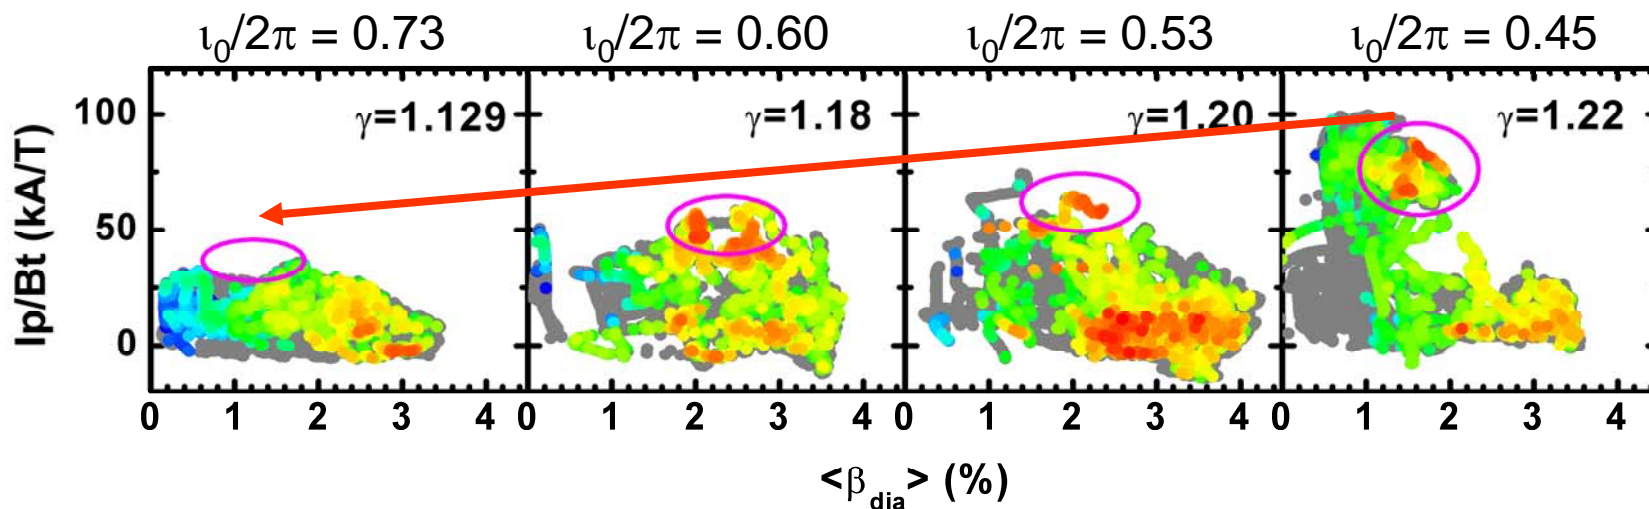 ι₀/2π = 0.73 ι₀/2π = 0.60 ι₀/2π = 0.53 ι₀/2π = 0.45
100 γ=1.129 γ=1.18 γ=1.20 γ=1.22
Ip/Bt (kA/T)
50
0
0 1 2 3 4 0 1 2 3 4 0 1 2 3 4 0 1 2 3 4
<β_dia> (%)